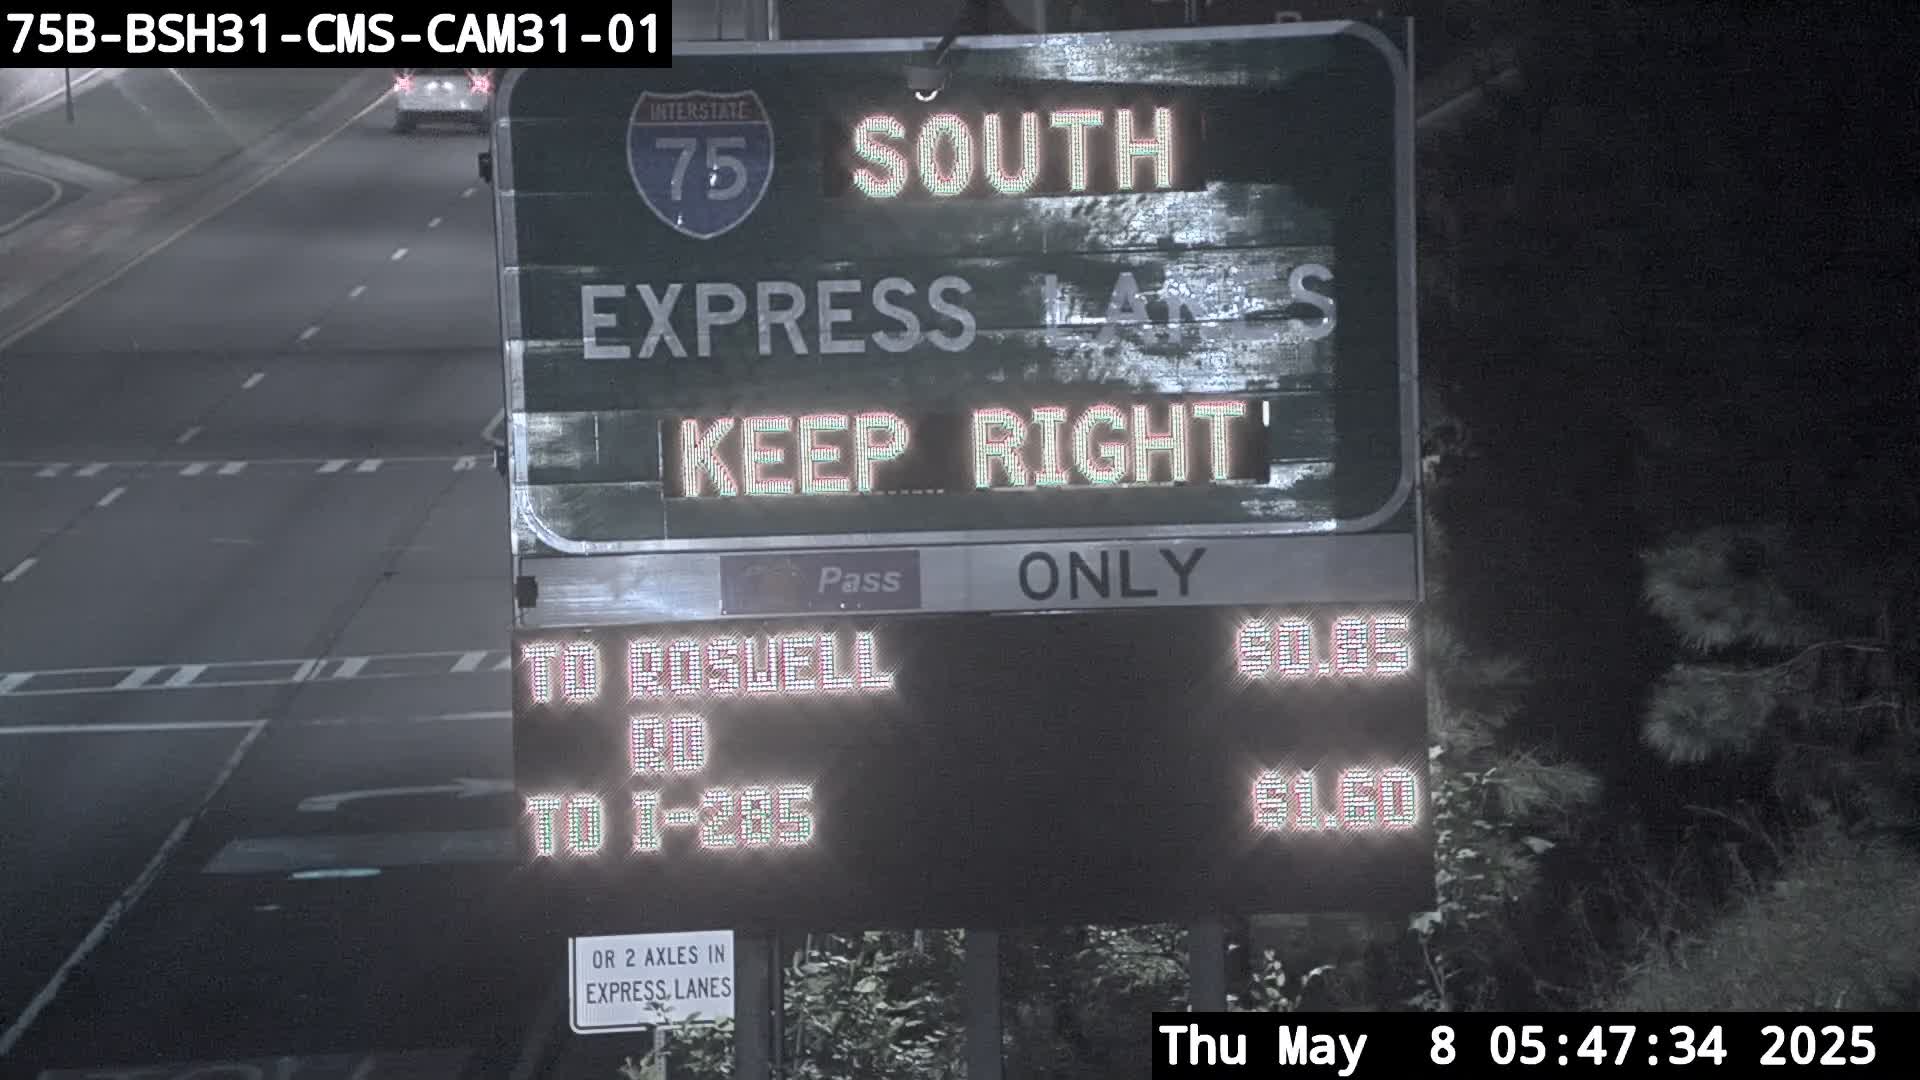 75B-BSH31-CMS-CAM31-01
INTERSTATE
75
SOUTH
EXPRESS LANES
KEEP RIGHT
Pass ONLY
TO ROSWELL $0.85
RD
TO I-285 $1.60
OR 2 AXLES IN
EXPRESS LANES
Thu May 8 05:47:34 2025